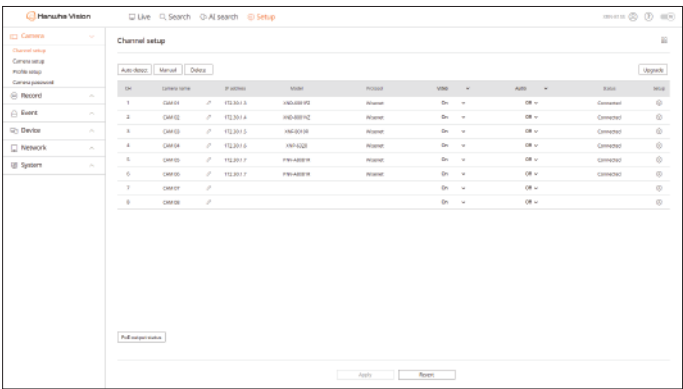 Hanwha Vision
Live Search AI search Setup
Camera
Channel setup
Camera setup
Profile setup
Camera password
Record
Event
Device
Network
System
Channel setup
Auto detect Manual Delete Upgrade
CH Camera name IP address Model Protocol Video Audio Status Setup
1 CAM 01 Wisenet On Off Connected
2 CAM 02 Wisenet On Off Connected
3 CAM 03 Wisenet On Off Connected
4 CAM 04 Wisenet On Off Connected
5 CAM 05 Wisenet On Off Connected
6 CAM 06 Wisenet On Off Connected
7 CAM 07 On Off
8 CAM 08 On Off
PoE output status
Apply Revert